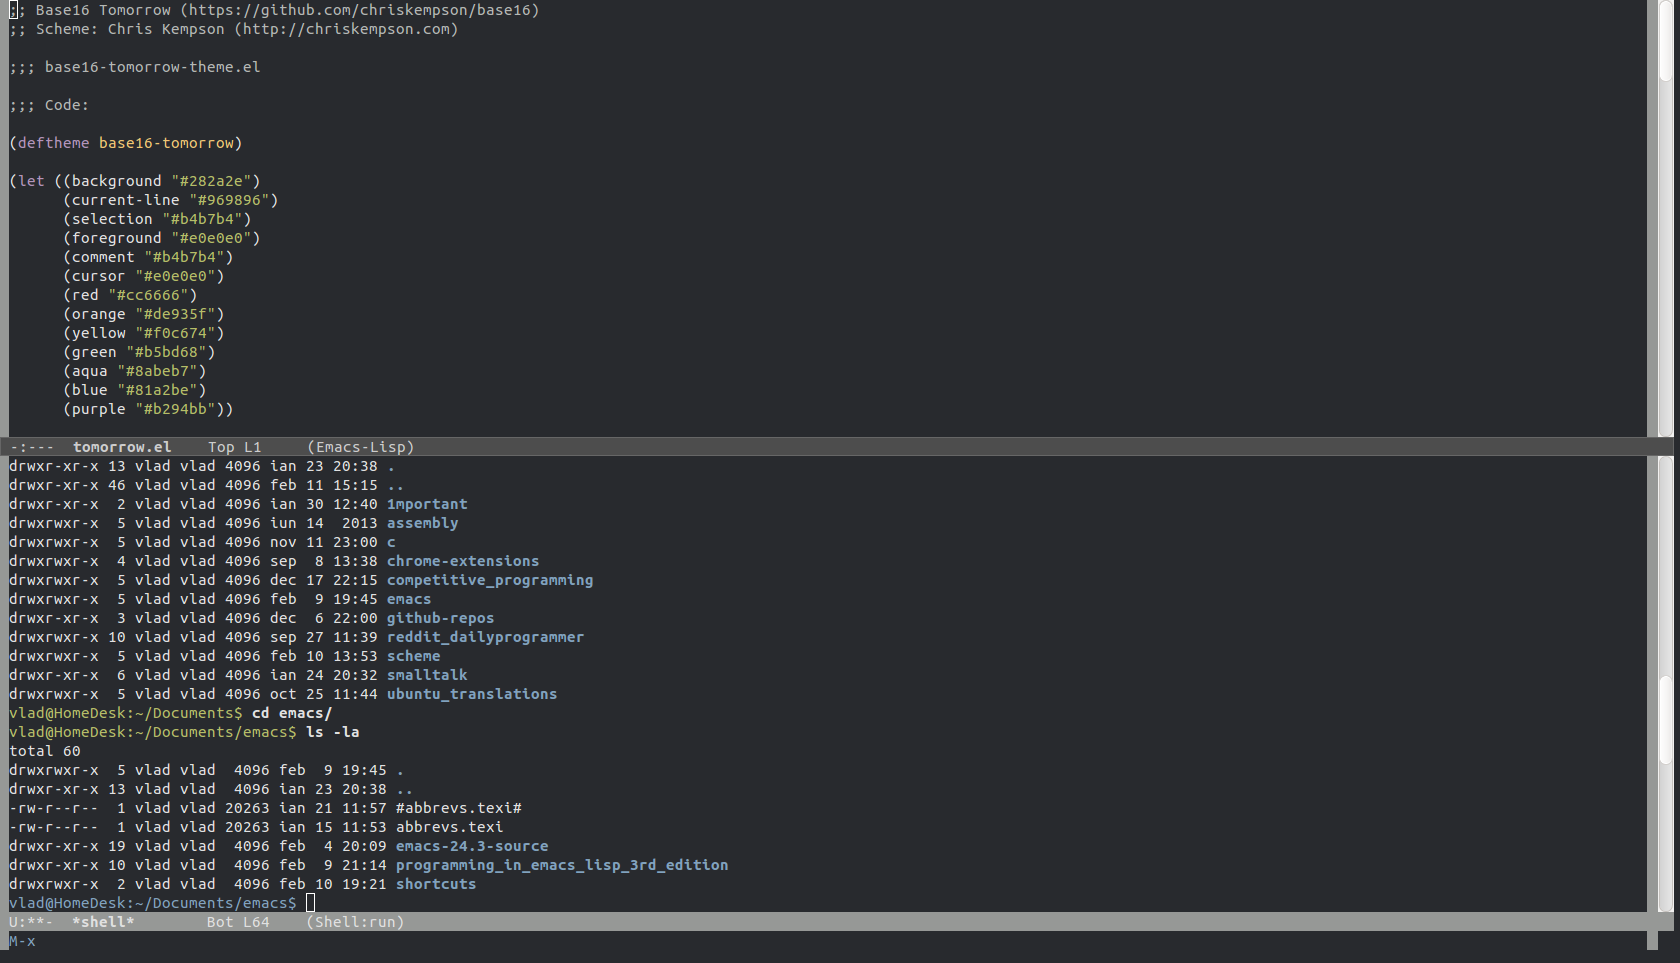 ;; Base16 Tomorrow (https://github.com/chriskempson/base16)
;; Scheme: Chris Kempson (http://chriskempson.com)

;;; base16-tomorrow-theme.el

;;; Code:

(deftheme base16-tomorrow)

(let ((background "#282a2e")
      (current-line "#969896")
      (selection "#b4b7b4")
      (foreground "#e0e0e0")
      (comment "#b4b7b4")
      (cursor "#e0e0e0")
      (red "#cc6666")
      (orange "#de935f")
      (yellow "#f0c674")
      (green "#b5bd68")
      (aqua "#8abeb7")
      (blue "#81a2be")
      (purple "#b294bb"))

-:---  tomorrow.el    Top L1     (Emacs-Lisp)
drwxr-xr-x 13 vlad vlad 4096 ian 23 20:38 .
drwxr-xr-x 46 vlad vlad 4096 feb 11 15:15 ..
drwxr-xr-x  2 vlad vlad 4096 ian 30 12:40 1mportant
drwxrwxr-x  5 vlad vlad 4096 iun 14  2013 assembly
drwxrwxr-x  5 vlad vlad 4096 nov 11 23:00 c
drwxrwxr-x  4 vlad vlad 4096 sep  8 13:38 chrome-extensions
drwxrwxr-x  5 vlad vlad 4096 dec 17 22:15 competitive_programming
drwxrwxr-x  5 vlad vlad 4096 feb  9 19:45 emacs
drwxrwxr-x  3 vlad vlad 4096 dec  6 22:00 github-repos
drwxrwxr-x 10 vlad vlad 4096 sep 27 11:39 reddit_dailyprogrammer
drwxrwxr-x  5 vlad vlad 4096 feb 10 13:53 scheme
drwxr-xr-x  6 vlad vlad 4096 ian 24 20:32 smalltalk
drwxrwxr-x  5 vlad vlad 4096 oct 25 11:44 ubuntu_translations
vlad@HomeDesk:~/Documents$ cd emacs/
vlad@HomeDesk:~/Documents/emacs$ ls -la
total 60
drwxrwxr-x  5 vlad vlad  4096 feb  9 19:45 .
drwxr-xr-x 13 vlad vlad  4096 ian 23 20:38 ..
-rw-r--r--  1 vlad vlad 20263 ian 21 11:57 #abbrevs.texi#
-rw-r--r--  1 vlad vlad 20263 ian 15 11:53 abbrevs.texi
drwxr-xr-x 19 vlad vlad  4096 feb  4 20:09 emacs-24.3-source
drwxr-xr-x 10 vlad vlad  4096 feb  9 21:14 programming_in_emacs_lisp_3rd_edition
drwxrwxr-x  2 vlad vlad  4096 feb 10 19:21 shortcuts
vlad@HomeDesk:~/Documents/emacs$
U:**-  *shell*        Bot L64    (Shell:run)
M-x